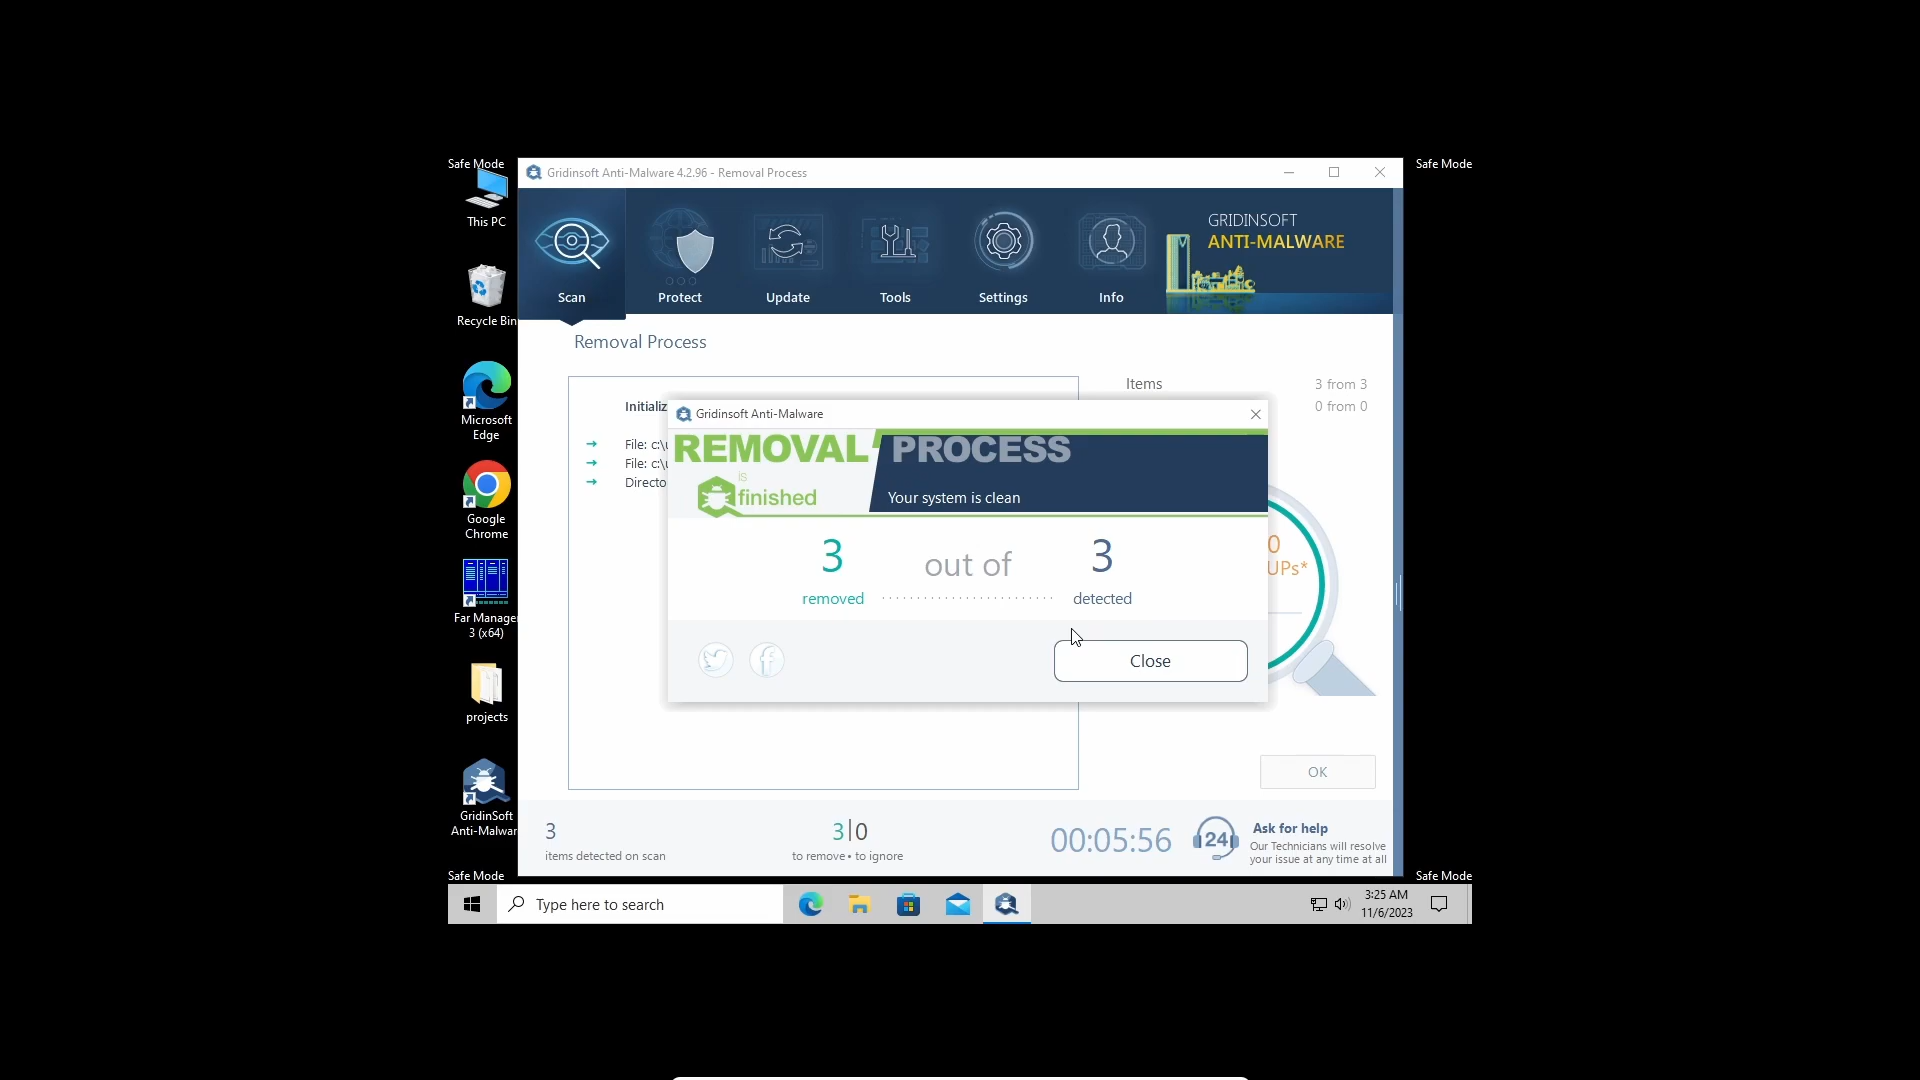 Safe Mode
Safe Mode
Gridinsoft Anti-Malware 4.2.96 - Removal Process
This PC
Recycle Bin
Microsoft
Edge
Google
Chrome
Far Manage
3 (x64)
projects
GridinSoft
Anti-Malwar
Scan
Protect
Update
Tools
Settings
Info
GRIDINSOFT
ANTI-MALWARE
Removal Process
Initializ
File: c:\u
File: c:\u
Directo
Items
3 from 3
0 from 0
Gridinsoft Anti-Malware
REMOVAL PROCESS
is
finished
Your system is clean
3 out of 3
removed
detected
Close
0
UPs*
OK
3
items detected on scan
3|0
to remove • to ignore
00:05:56
24
Ask for help
Our Technicians will resolve
your issue at any time at all
Safe Mode
Safe Mode
Type here to search
3:25 AM
11/6/2023